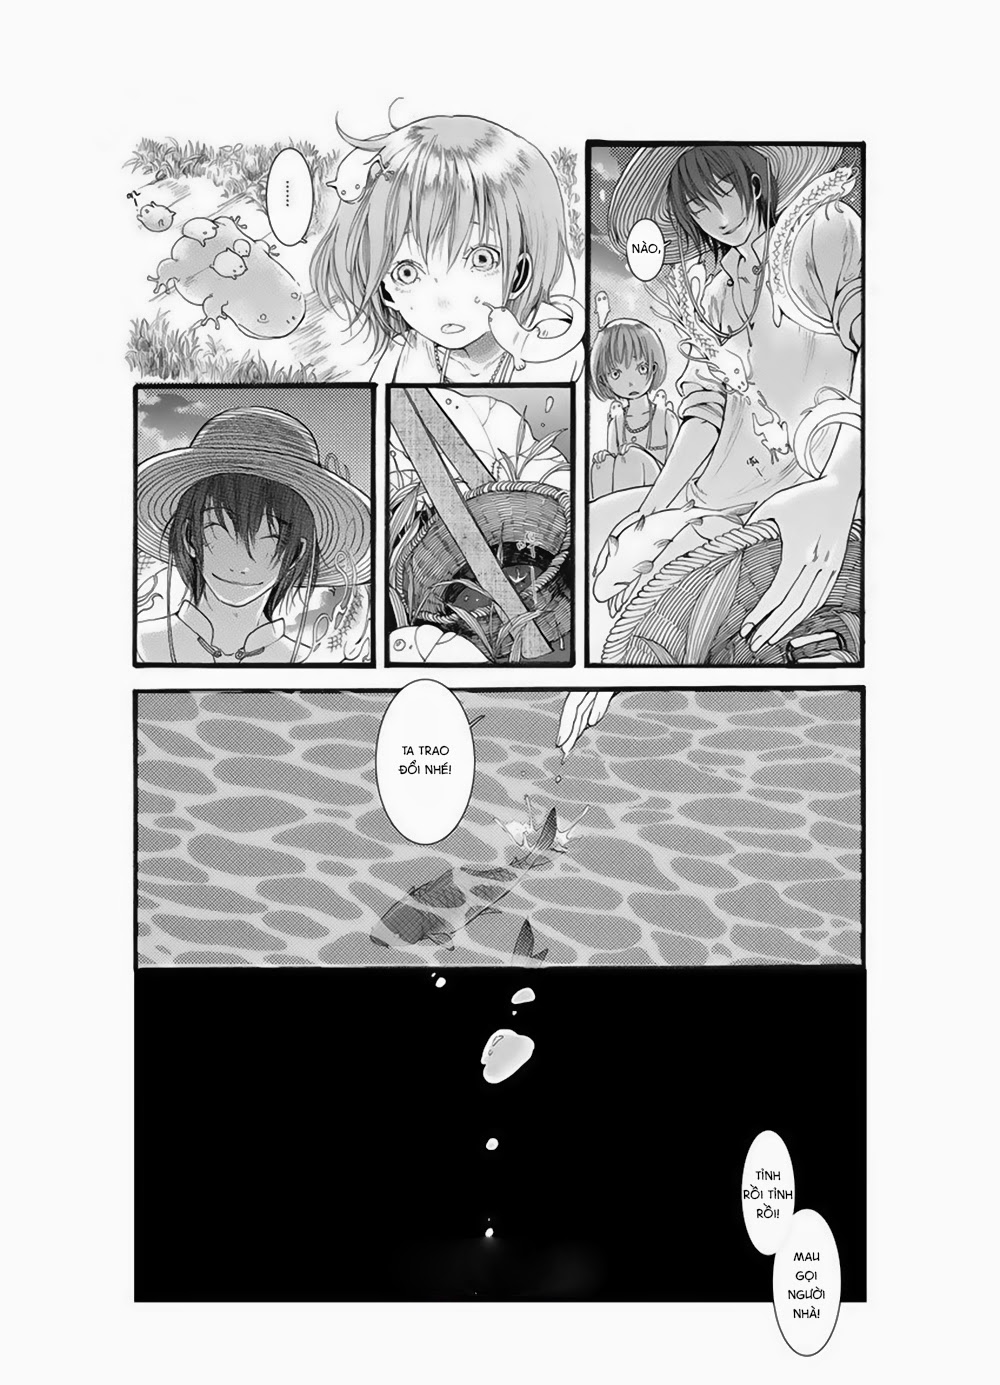 NÀO,
.......
TA TRAO
ĐỔI NHÉ!
TỈNH
RỒI TỈNH
RỒI!
MAU
GỌI
NGƯỜI
NHÀ!